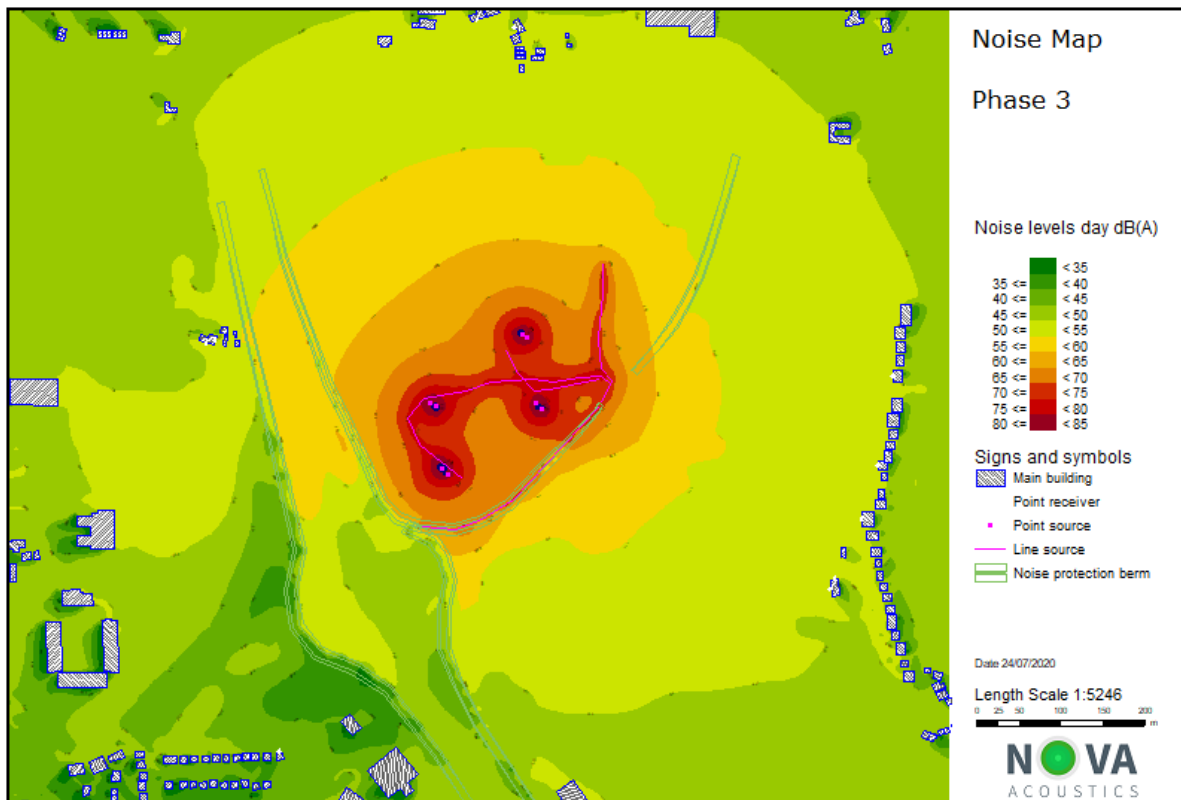 Noise Map
Phase 3
Noise levels day dB(A)
< 35
35 <= < 40
40 <= < 45
45 <= < 50
50 <= < 55
55 <= < 60
60 <= < 65
65 <= < 70
70 <= < 75
75 <= < 80
80 <= < 85
Signs and symbols
Main building
Point receiver
Point source
Line source
Noise protection berm
Date 24/07/2020
Length Scale 1:5246
0 25 50 100 150 200
m
NOVA
ACOUSTICS